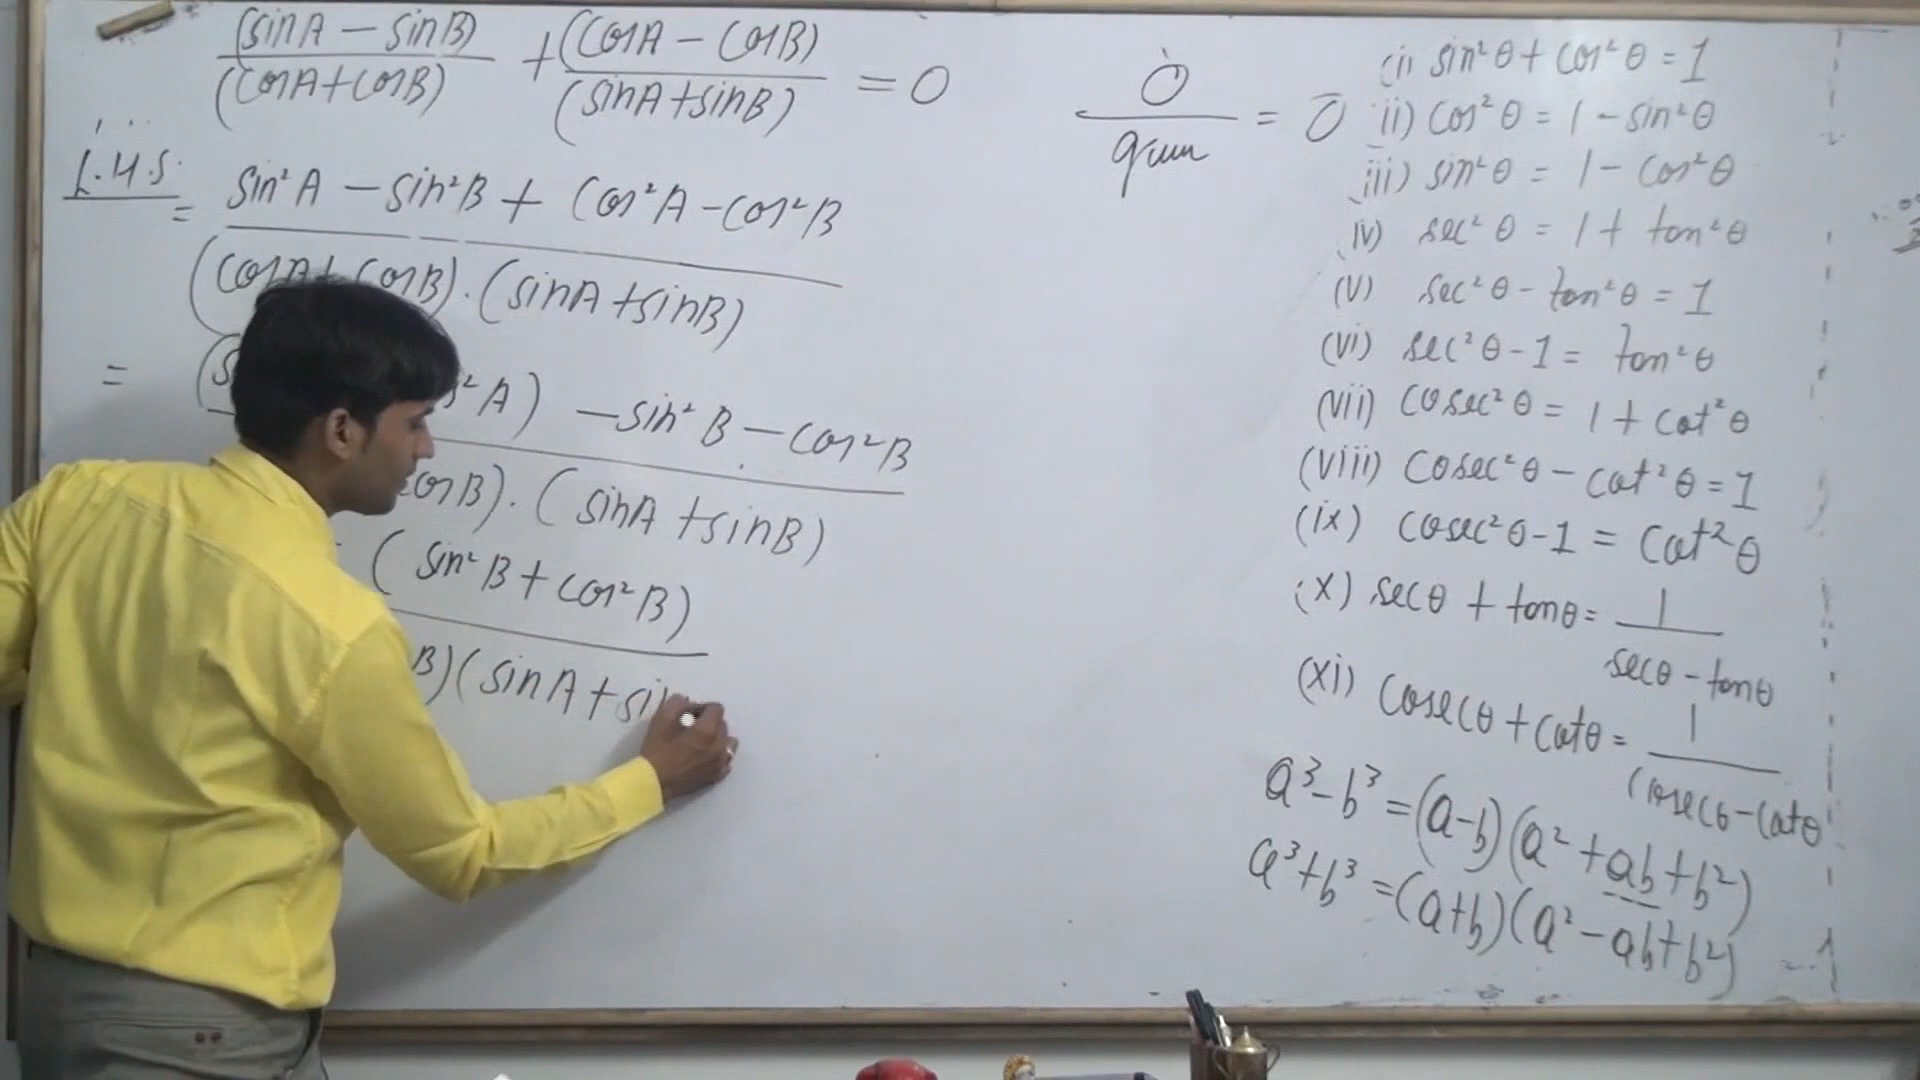 (sinA - sinB) / (cosA + cosB) + (cosA - cosB) / (sinA + sinB) = 0
L.H.S.
= sin²A - sin²B + cos²A - cos²B
(cosA + cosB) . (sinA + sinB)
= (s ²A) - sin²B - cos²B
cosB) . (sinA + sinB)
(sin²B + cos²B)
B) (sinA + si
0 / = 0
(i) sin²θ + cos²θ = 1
ii) cos²θ = 1 - sin²θ
iii) sin²θ = 1 - cos²θ
iv) sec²θ = 1 + tan²θ
(v) sec²θ - tan²θ = 1
(vi) sec²θ - 1 = tan²θ
(vii) cosec²θ = 1 + cot²θ
(viii) cosec²θ - cot²θ = 1
(ix) cosec²θ - 1 = cot²θ
(x) secθ + tanθ = 1 / secθ - tanθ
(xi) cosecθ + cotθ = 1 / (cosecθ - cotθ
a³ - b³ = (a - b) (a² + ab + b²)
a³ + b³ = (a + b) (a² - ab + b²)